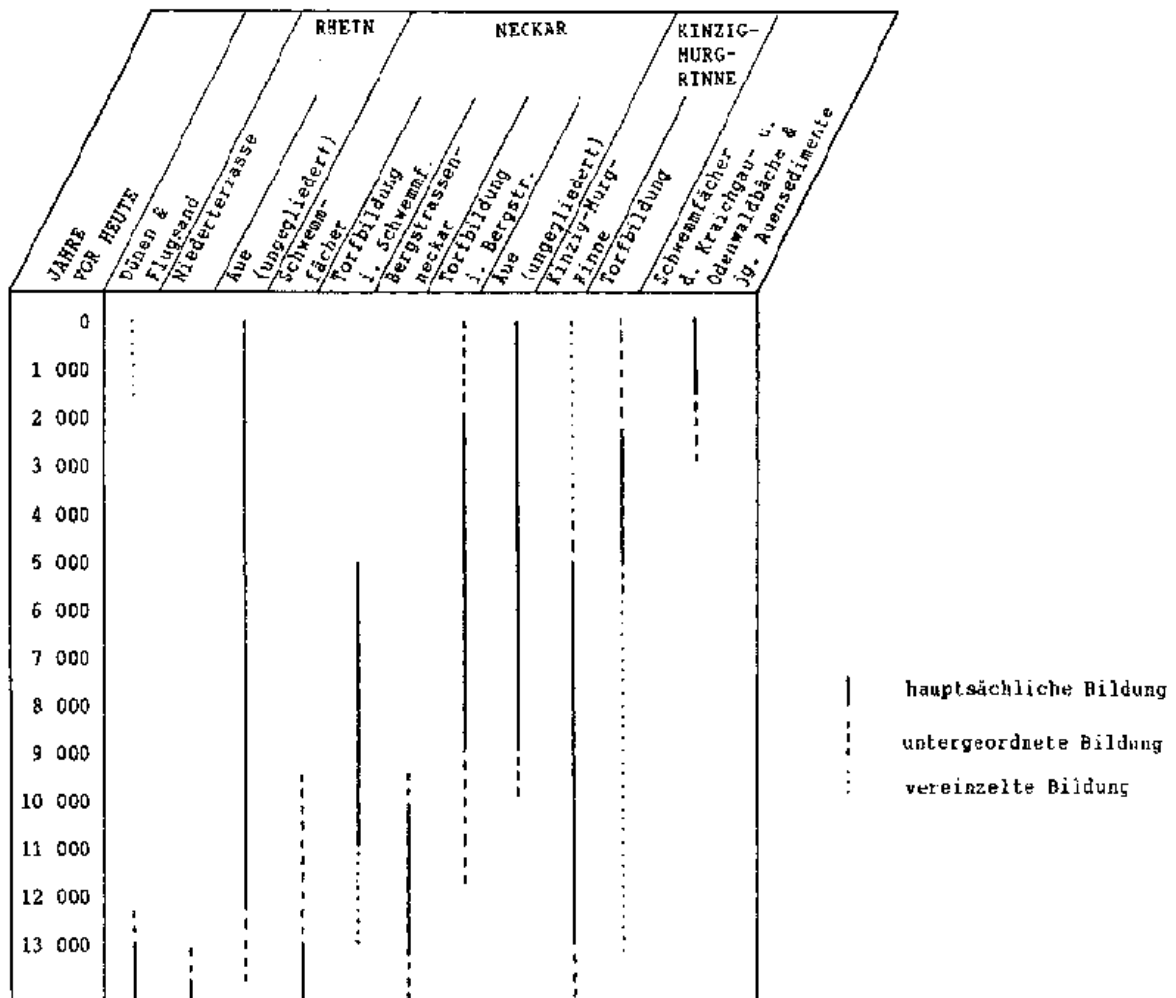 RHEIN
NECKAR
KINZIG-
MURG-
RINNE
JAHRE
VOR HEUTE
Dünen &
Flugsand
Niederterrasse
Aue
(ungegliedert)
Schwemm-
fächer
Torfbildung
i. Schwemmf.
Bergstrassen-
neckar
Torfbildung
i. Bergstr.
Aue
(ungegliedert)
Kinzig-Murg-
Rinne
Torfbildung
Schwemmfächer
d. Kraichgau- u.
Odenwaldbäche &
jg. Auensedimente
0
1 000
2 000
3 000
4 000
5 000
6 000
7 000
8 000
9 000
10 000
11 000
12 000
13 000
hauptsächliche Bildung
untergeordnete Bildung
vereinzelte Bildung